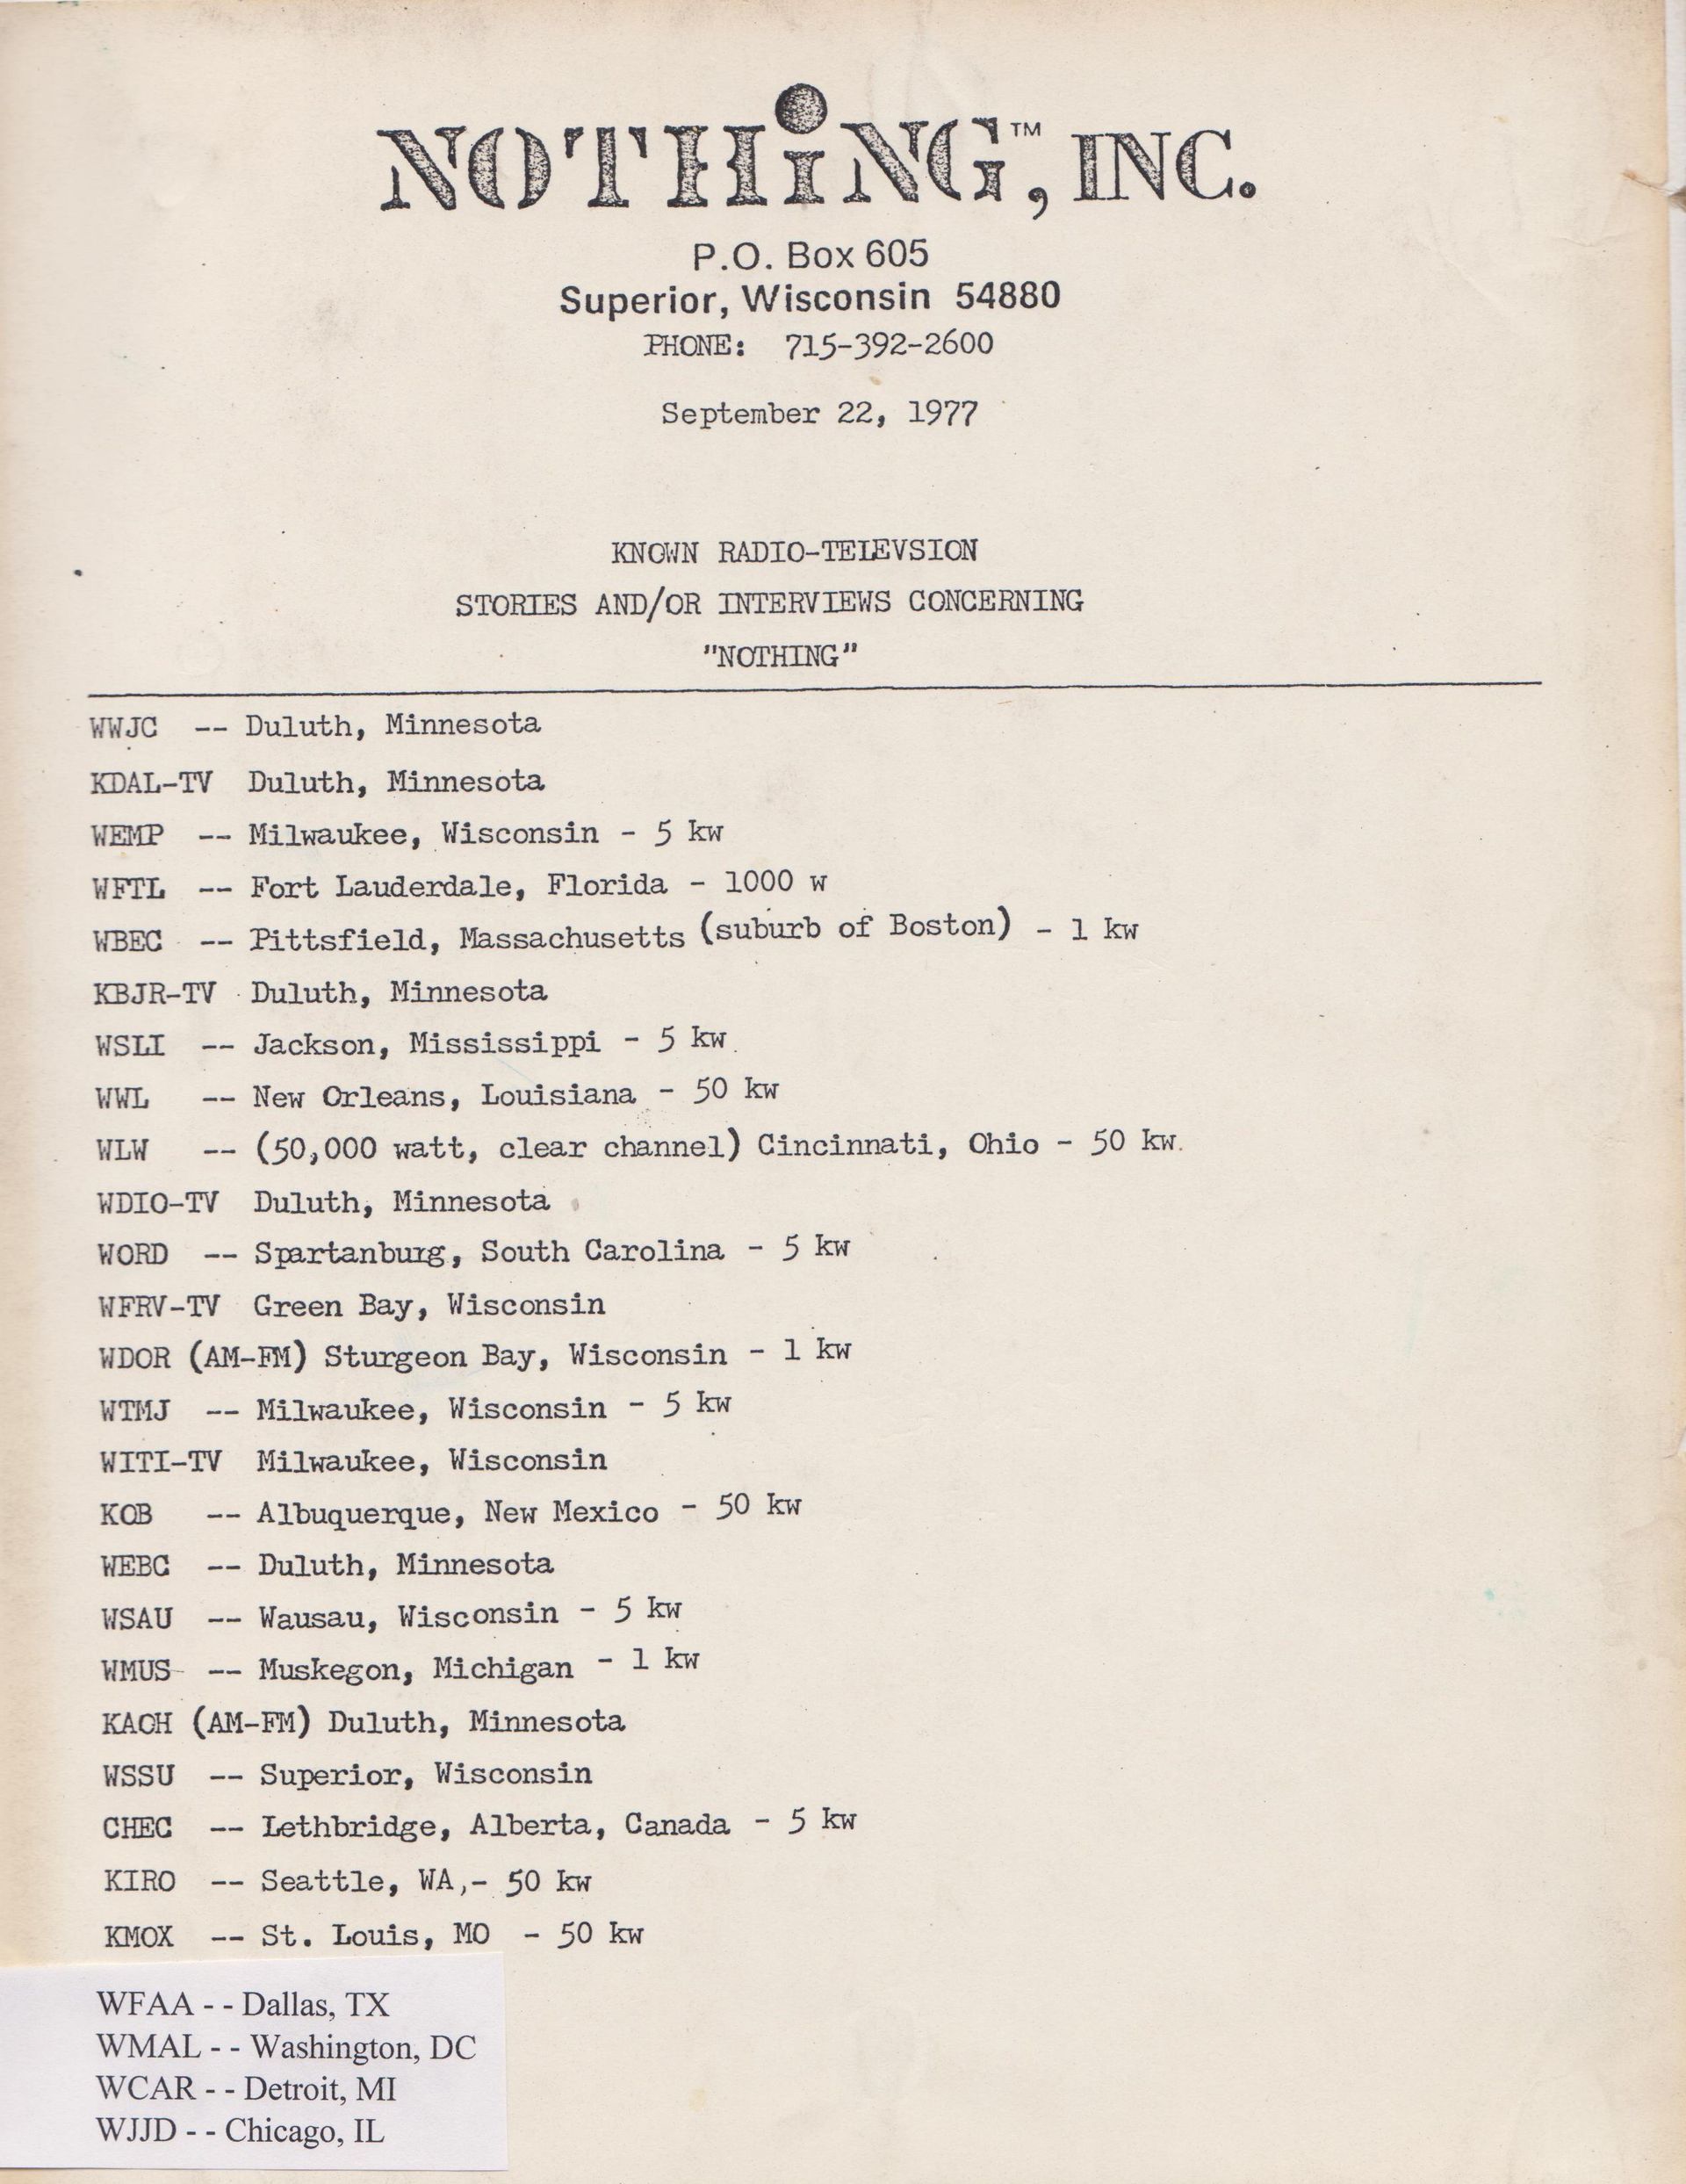 NOTHiNG™, INC.
P.O. Box 605
Superior, Wisconsin 54880
PHONE: 715-392-2600
September 22, 1977
KNOWN RADIO-TELEVSION
STORIES AND/OR INTERVIEWS CONCERNING
"NOTHING"
WWJC -- Duluth, Minnesota
KDAL-TV Duluth, Minnesota
WEMP -- Milwaukee, Wisconsin - 5 kw
WFTL -- Fort Lauderdale, Florida - 1000 w
WBEC -- Pittsfield, Massachusetts (suburb of Boston) - 1 kw
KBJR-TV Duluth, Minnesota
WSLI -- Jackson, Mississippi - 5 kw
WWL -- New Orleans, Louisiana - 50 kw
WLW -- (50,000 watt, clear channel) Cincinnati, Ohio - 50 kw.
WDIO-TV Duluth, Minnesota
WORD -- Spartanburg, South Carolina - 5 kw
WFRV-TV Green Bay, Wisconsin
WDOR (AM-FM) Sturgeon Bay, Wisconsin - 1 kw
WTMJ -- Milwaukee, Wisconsin - 5 kw
WITI-TV Milwaukee, Wisconsin
KOB -- Albuquerque, New Mexico - 50 kw
WEBC -- Duluth, Minnesota
WSAU -- Wausau, Wisconsin - 5 kw
WMUS -- Muskegon, Michigan - 1 kw
KAOH (AM-FM) Duluth, Minnesota
WSSU -- Superior, Wisconsin
CHEC -- Lethbridge, Alberta, Canada - 5 kw
KIRO -- Seattle, WA,- 50 kw
KMOX -- St. Louis, MO - 50 kw
WFAA - - Dallas, TX
WMAL - - Washington, DC
WCAR - - Detroit, MI
WJJD - - Chicago, IL